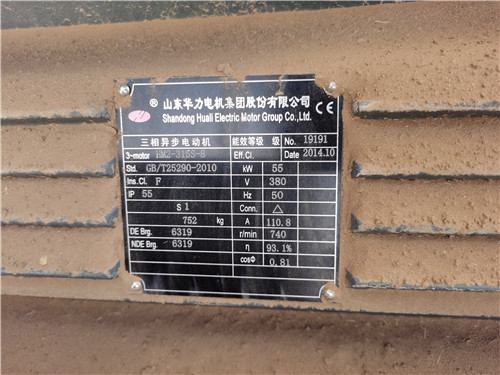 山东华力电机集团股份有限公司
Shandong Huali Electric Motor Group Co.,Ltd.
CE
三相异步电动机 能效等级 级 No. 19191
3-motor HM2-315S-8 Eff.Cl. Date 2014.10
Std. GB/T25290-2010 kW 55
Ins.Cl. F V 380
IP 55 Hz 50
S1 Conn. △
752 kg A 110.8
DE Brg. 6319 r/min 740
NDE Brg. 6319 η 93.1%
cosΦ 0.81